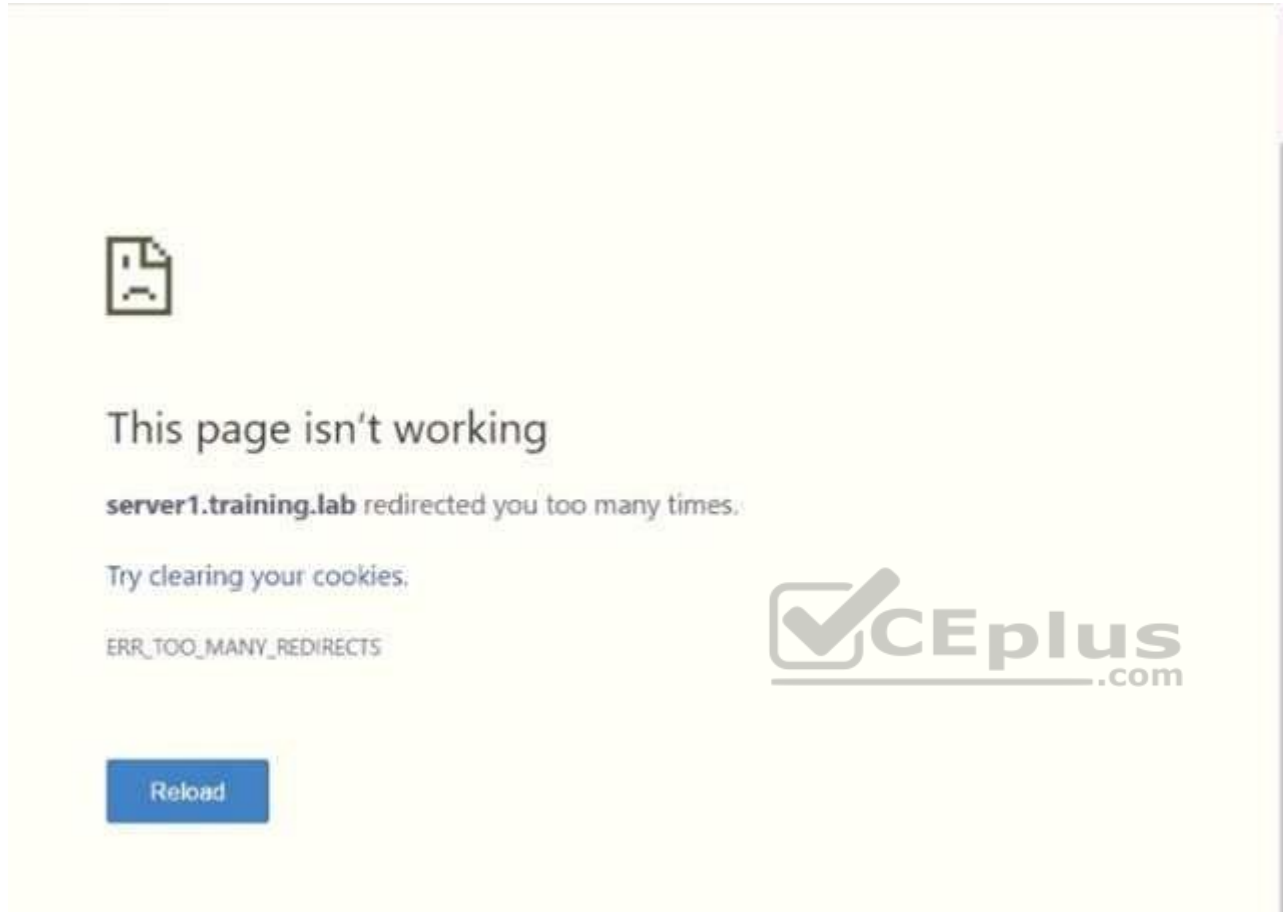 This page isn't working
server1.training.lab redirected you too many times.
Try clearing your cookies.
CEplus
.com
ERR_TOO_MANY_REDIRECTS
Reload